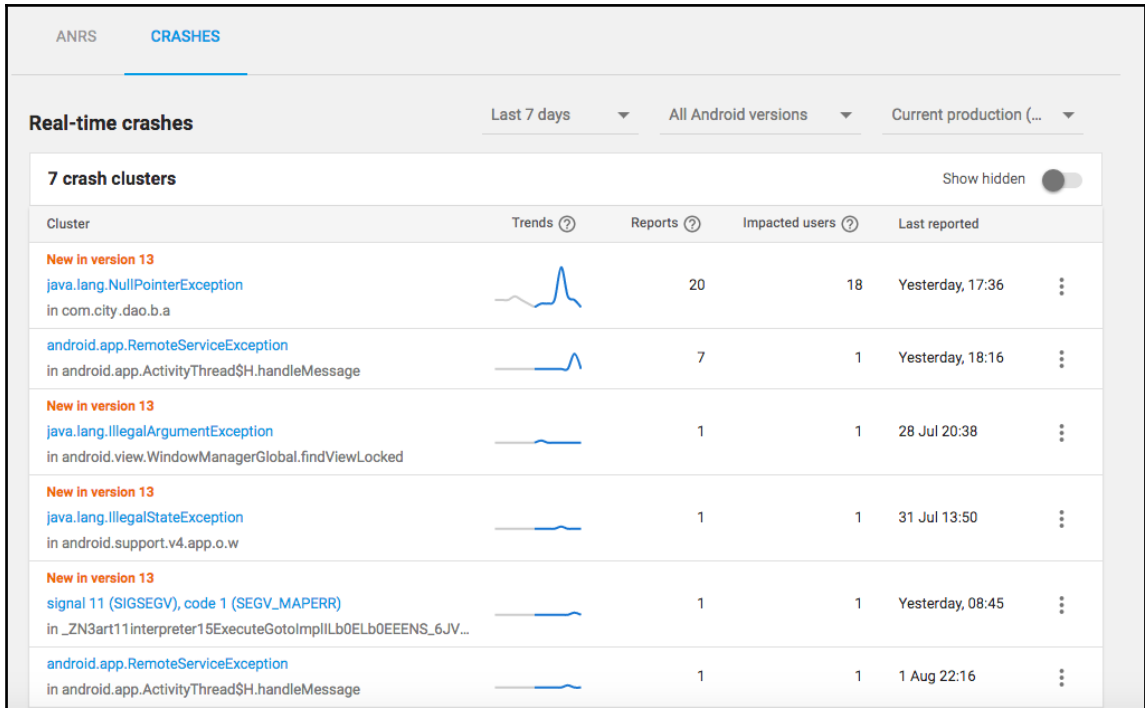 ANRS CRASHES
Real-time crashes Last 7 days All Android versions Current production (...
7 crash clusters Show hidden
Cluster Trends ? Reports ? Impacted users ? Last reported
New in version 13
java.lang.NullPointerException 20 18 Yesterday, 17:36
in com.city.dao.b.a
android.app.RemoteServiceException 7 1 Yesterday, 18:16
in android.app.ActivityThread$H.handleMessage
New in version 13
java.lang.IllegalArgumentException 1 1 28 Jul 20:38
in android.view.WindowManagerGlobal.findViewLocked
New in version 13
java.lang.IllegalStateException 1 1 31 Jul 13:50
in android.support.v4.app.o.w
New in version 13
signal 11 (SIGSEGV), code 1 (SEGV_MAPERR) 1 1 Yesterday, 08:45
in _ZN3art11interpreter15ExecuteGotoImplILb0ELb0EEENS_6JV...
android.app.RemoteServiceException 1 1 1 Aug 22:16
in android.app.ActivityThread$H.handleMessage